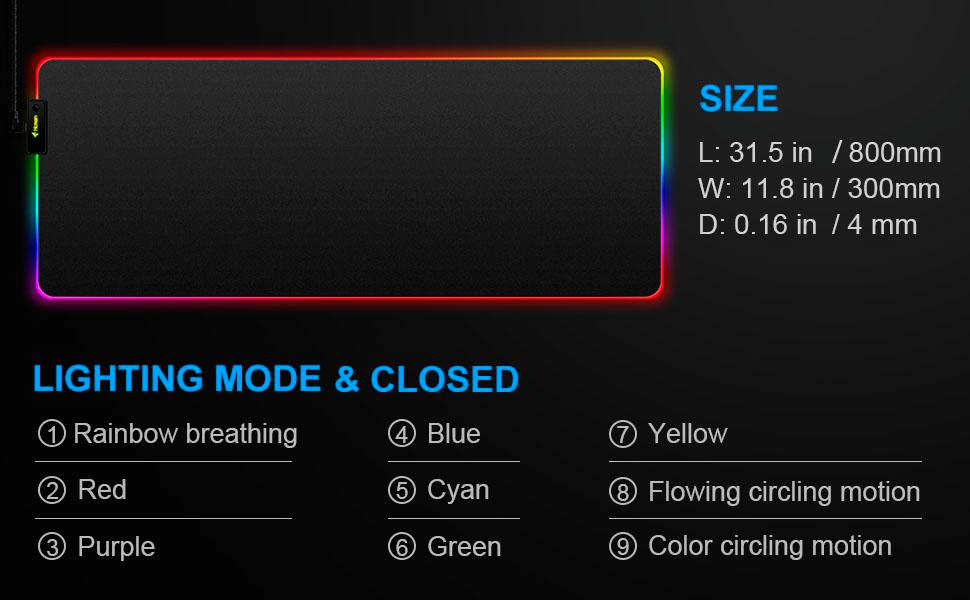 SIZE
L: 31.5 in / 800mm
W: 11.8 in / 300mm
D: 0.16 in / 4 mm
LIGHTING MODE & CLOSED
① Rainbow breathing
② Red
③ Purple
④ Blue
⑤ Cyan
⑥ Green
⑦ Yellow
⑧ Flowing circling motion
⑨ Color circling motion